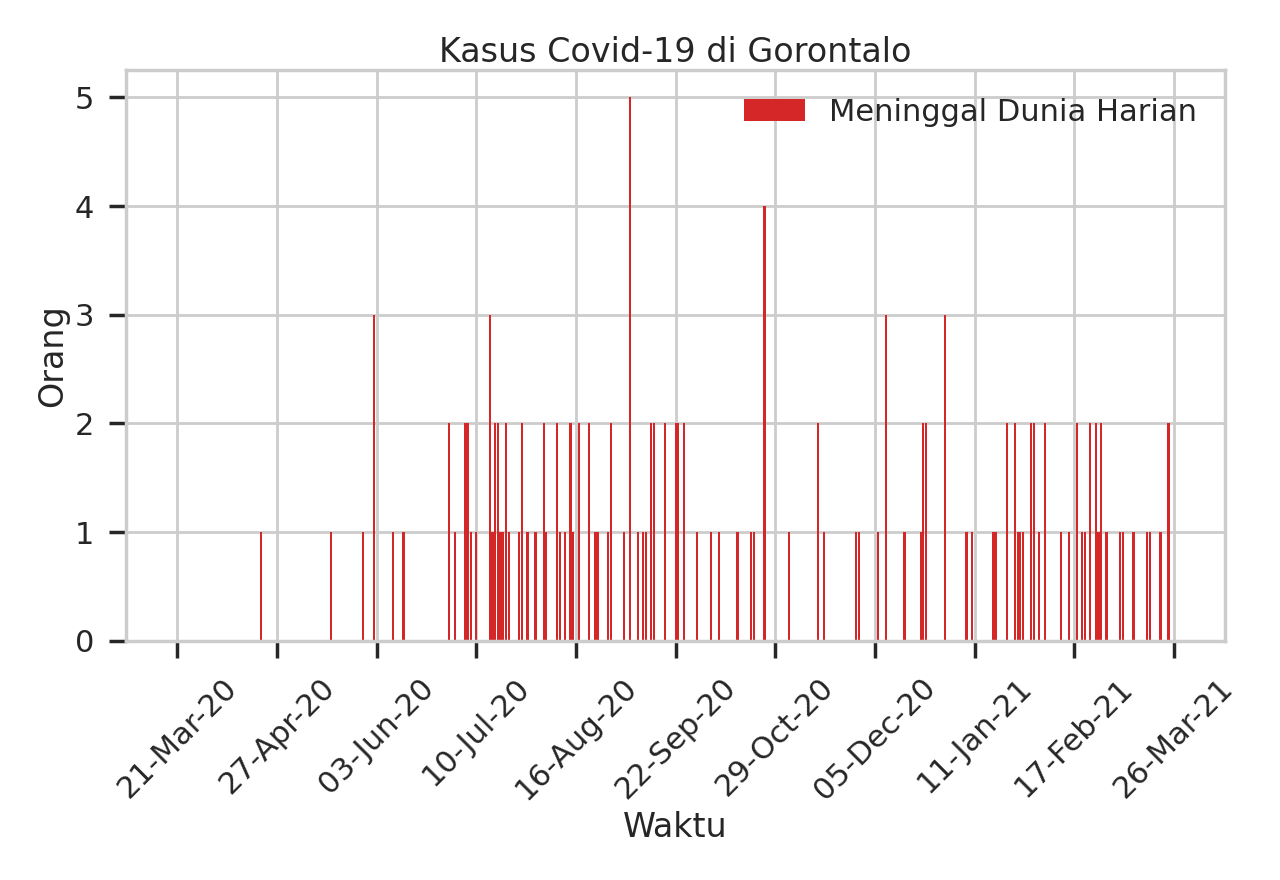 Kasus Covid-19 di Gorontalo
Meninggal Dunia Harian
Orang
5
4
3
2
1
0
21-Mar-20
27-Apr-20
03-Jun-20
10-Jul-20
16-Aug-20
22-Sep-20
29-Oct-20
05-Dec-20
11-Jan-21
17-Feb-21
26-Mar-21
Waktu